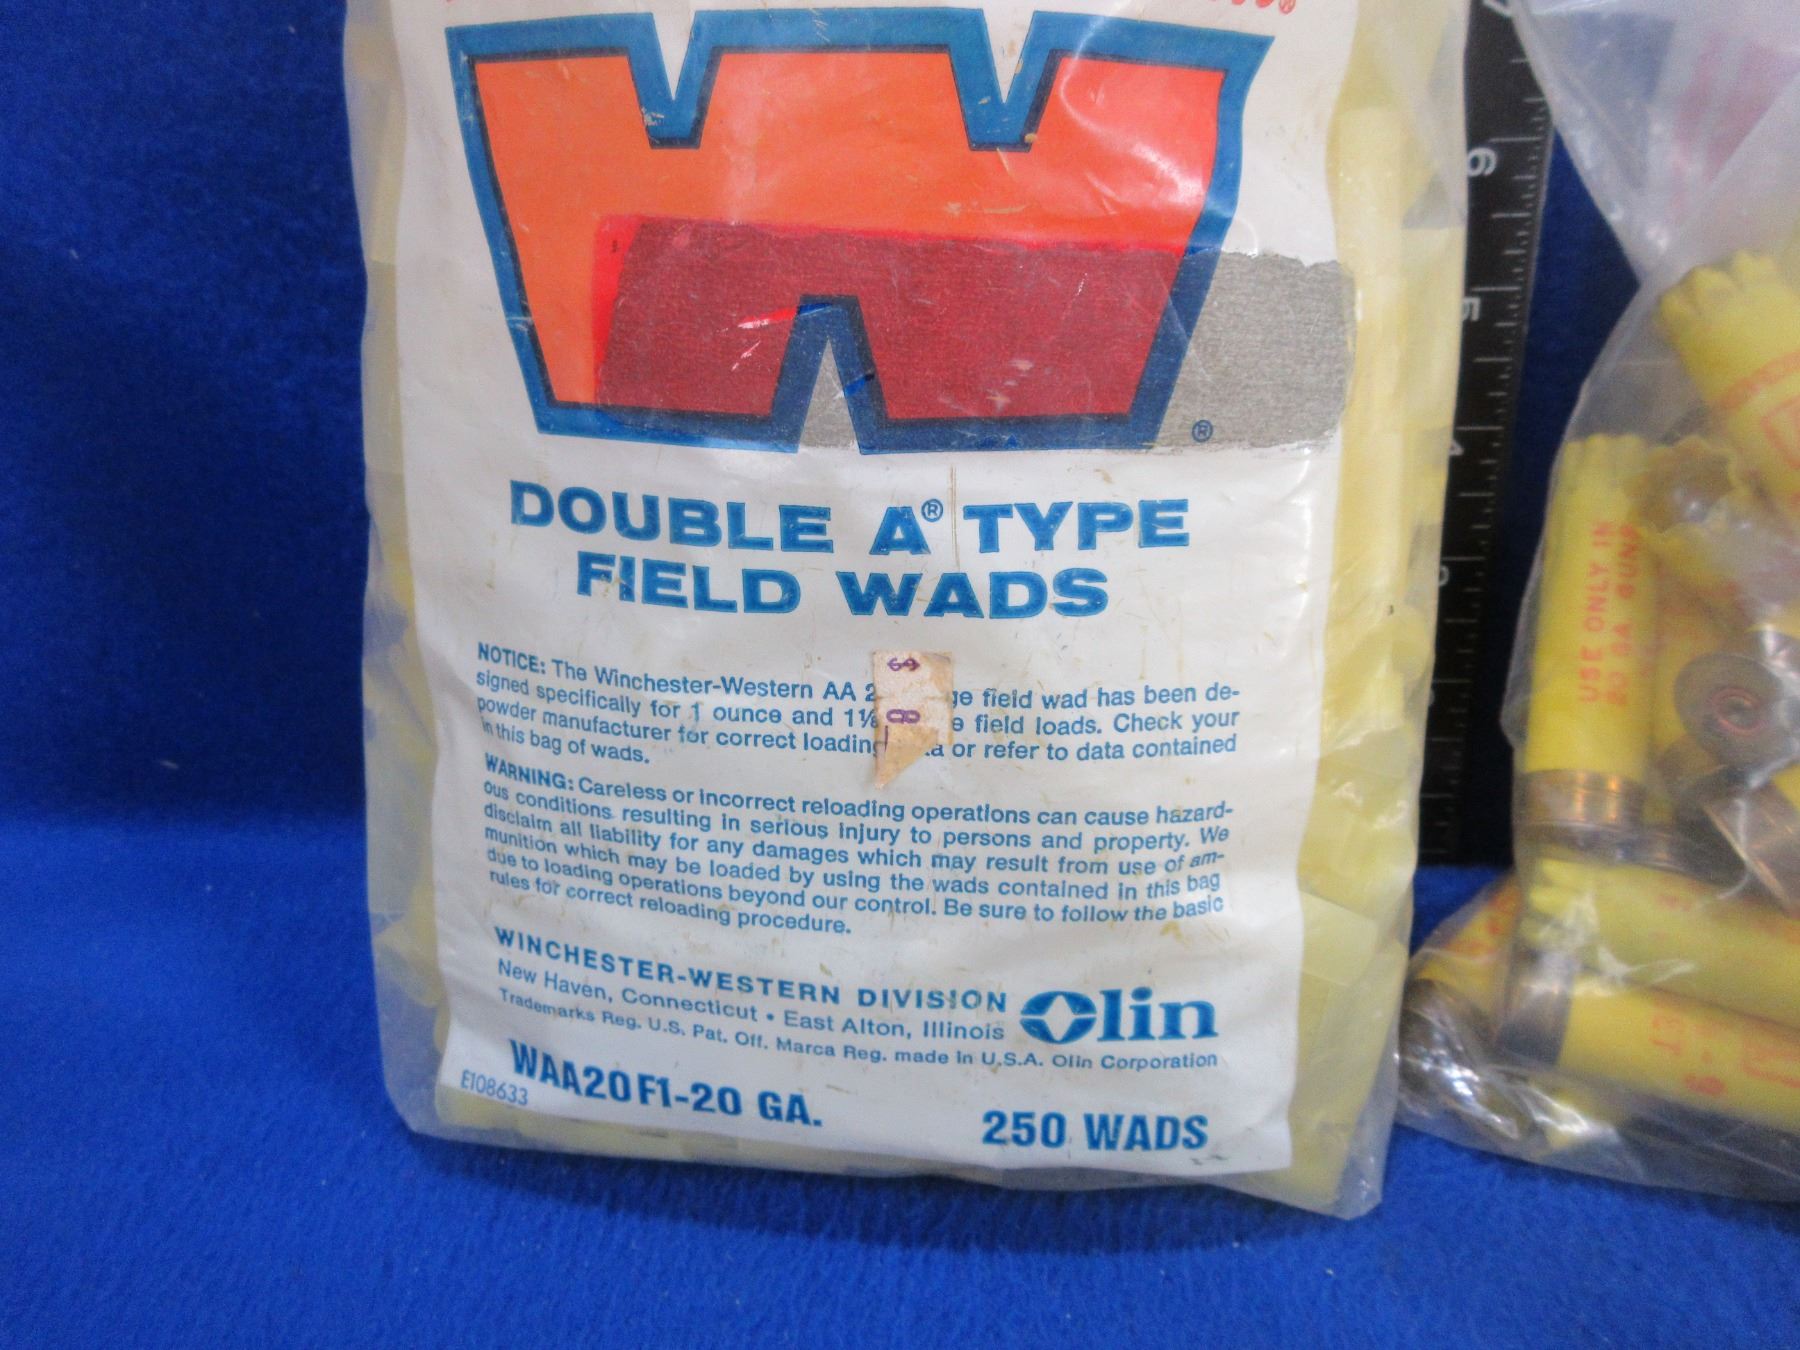 DOUBLE A® TYPE
FIELD WADS
NOTICE: The Winchester-Western AA 2 ge field wad has been de-
signed specifically for 1 ounce and 1⅛ e field loads. Check your
powder manufacturer for correct loading a or refer to data contained
in this bag of wads.
WARNING: Careless or incorrect reloading operations can cause hazard-
ous conditions resulting in serious injury to persons and property. We
disclaim all liability for any damages which may result from use of am-
munition which may be loaded by using the wads contained in this bag
due to loading operations beyond our control. Be sure to follow the basic
rules for correct reloading procedure.
WINCHESTER-WESTERN DIVISION
New Haven, Connecticut • East Alton, Illinois
Olin
Trademarks Reg. U.S. Pat. Off. Marca Reg. made in U.S.A. Olin Corporation
WAA20F1-20 GA.
250 WADS
E108633
6
5
4
USE ONLY IN
20 GA GUNS